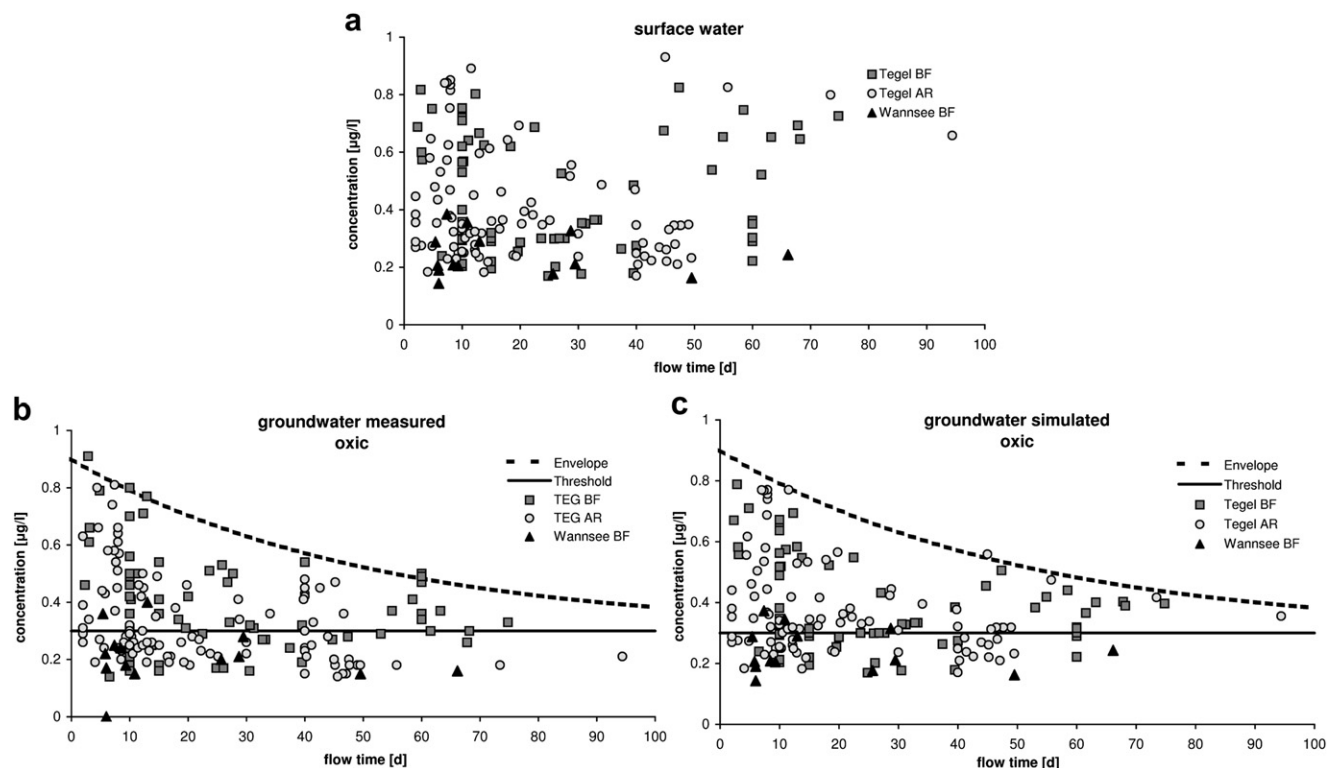 a
surface water
concentration [µg/l]
1
0.8
0.6
0.4
0.2
0
0 10 20 30 40 50 60 70 80 90 100
flow time [d]
Tegel BF
Tegel AR
Wannsee BF
b
groundwater measured
oxic
concentration [µg/l]
1
0.8
0.6
0.4
0.2
0
0 10 20 30 40 50 60 70 80 90 100
flow time [d]
Envelope
Threshold
TEG BF
TEG AR
Wannsee BF
c
groundwater simulated
oxic
concentration [µg/l]
1
0.8
0.6
0.4
0.2
0
0 10 20 30 40 50 60 70 80 90 100
flow time [d]
Envelope
Threshold
Tegel BF
Tegel AR
Wannsee BF